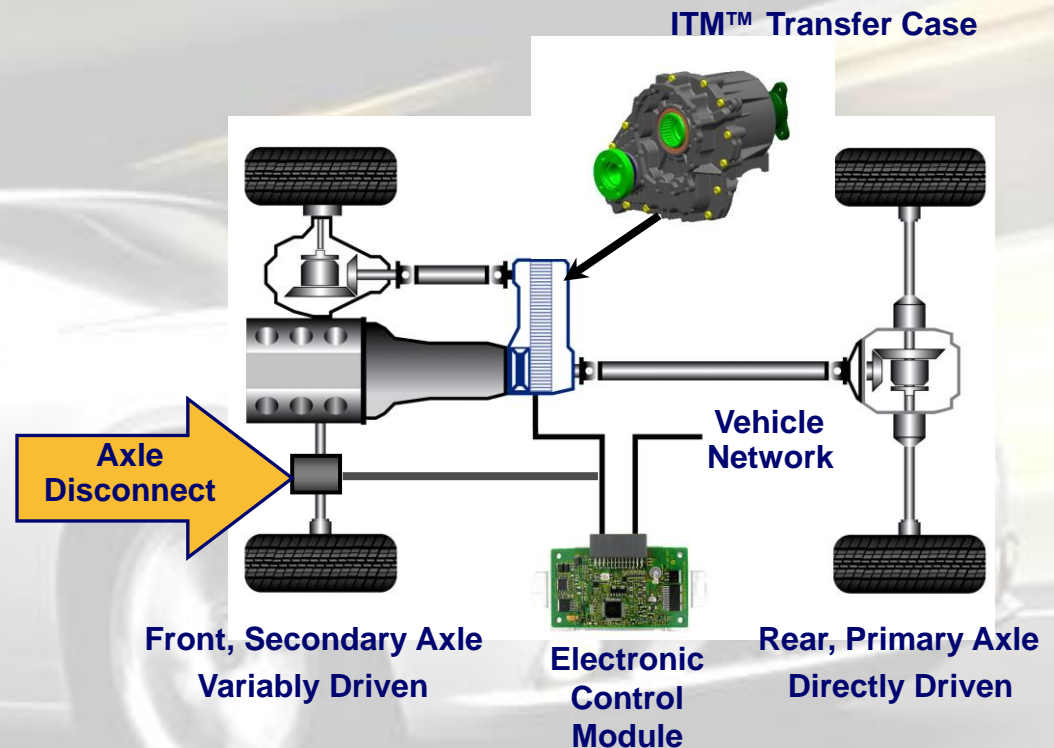 ITM™ Transfer Case
Vehicle
Network
Axle
Disconnect
Front, Secondary Axle
Variably Driven
Electronic
Control
Module
Rear, Primary Axle
Directly Driven